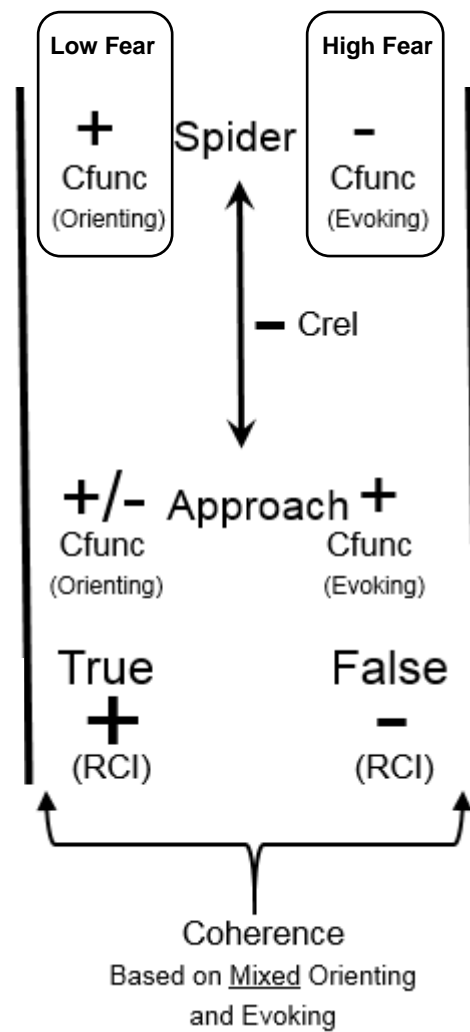 Low Fear
High Fear
+ Spider -
Cfunc Cfunc
(Orienting) (Evoking)
- Crel
+/- Approach +
Cfunc Cfunc
(Orienting) (Evoking)
True False
+ -
(RCI) (RCI)
Coherence
Based on Mixed Orienting
and Evoking